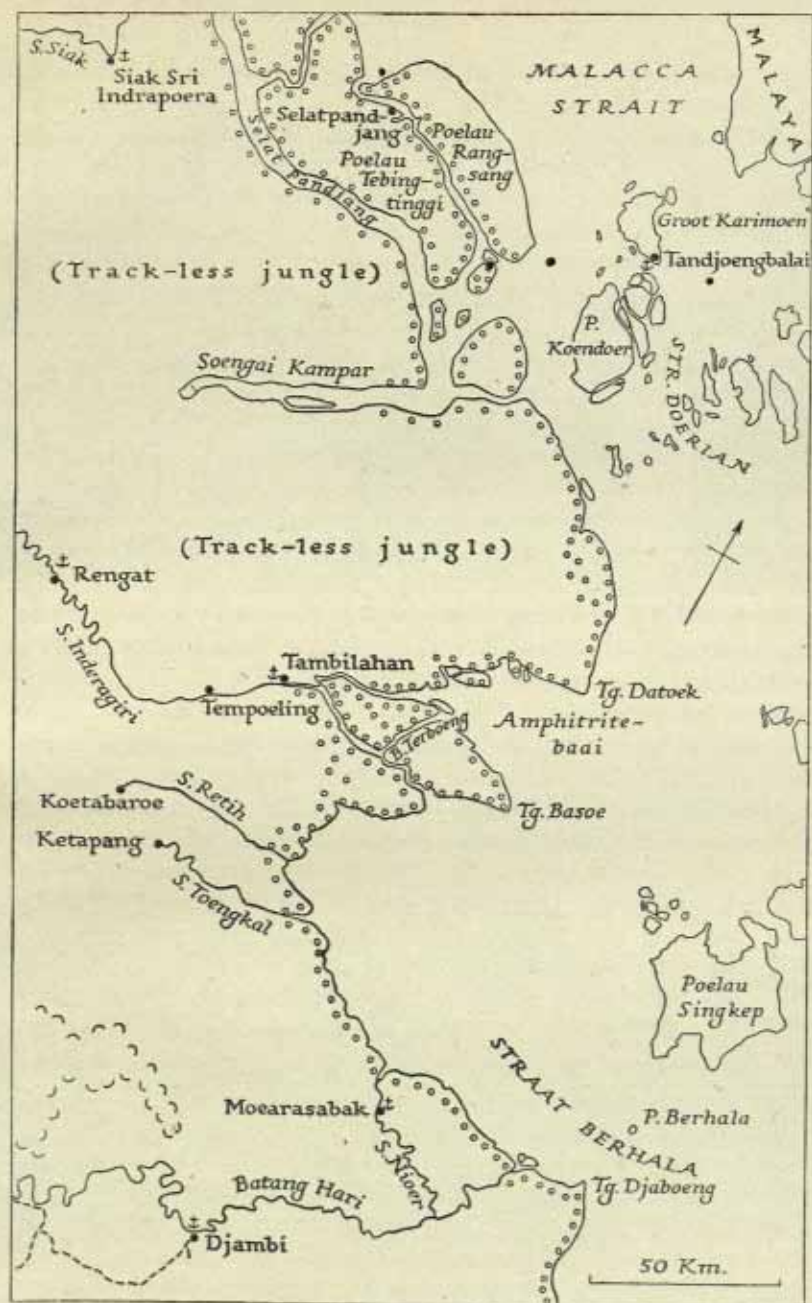 S. Siak
Siak Sri
Indrapoera
MALACCA
STRAIT
MALAYA
Selatpand-
jang
Poelau
Rang-
sang
Poelau
Tebing-
tinggi
Selat Pandjang
Groot Karimoen
Tandjoengbalai
(Track-less jungle)
P.
Koendoer
Soengai Kampar
STR. DOERIAN
(Track-less jungle)
Rengat
S. Inderagiri
Tambilahan
Tempoeling
Tg. Datoek
Amphitrite-
baai
Terboeng
Koetabaroe
S. Retih
Tg. Basoe
Ketapang
S. Toengkal
Poelau
Singkep
STRAAT BERHALA
Moearasabak
P. Berhala
S. Nioer
Batang Hari
Tg. Djaboeng
Djambi
50 Km.